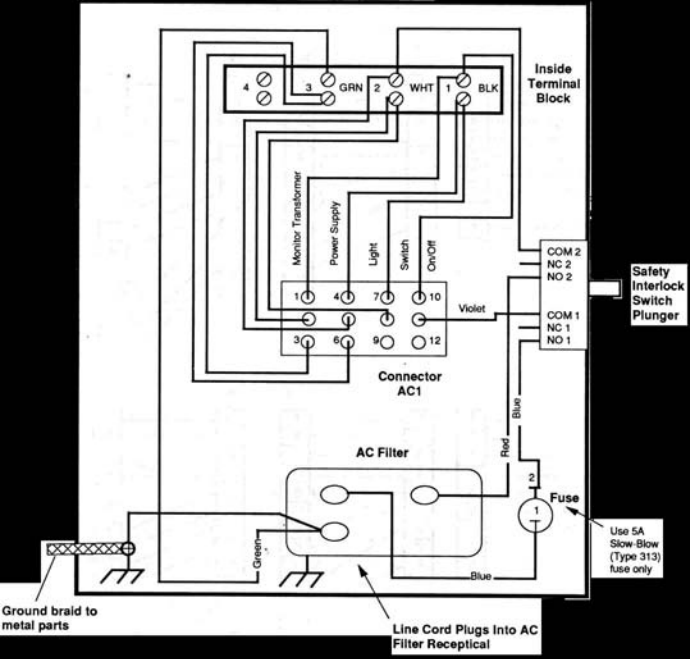 Inside
Terminal
Block
4
3
GRN
2
WHT
1
BLK
Monitor Transformer
Power Supply
Light
Switch
On/Off
COM 2
NC 2
NO 2
COM 1
NC 1
NO 1
Safety
Interlock
Switch
Plunger
1
4
7
10
3
6
9
12
Violet
Connector
AC1
Red
Blue
AC Filter
2
Fuse
1
Use 5A
Slow-Blow
(Type 313)
fuse only
Green
Blue
Ground braid to
metal parts
Line Cord Plugs Into AC
Filter Receptical